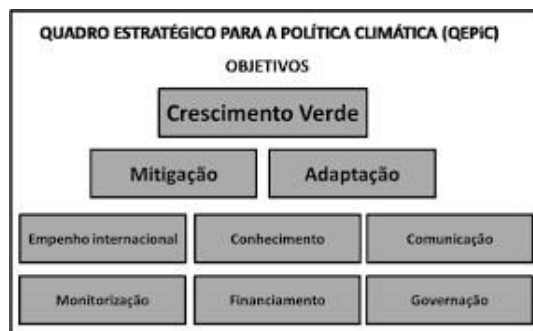 QUADRO ESTRATÉGICO PARA A POLÍTICA CLIMÁTICA (QEPiC)
OBJETIVOS
Crescimento Verde
Mitigação Adaptação
Empenho internacional Conhecimento Comunicação
Monitorização Financiamento Governação